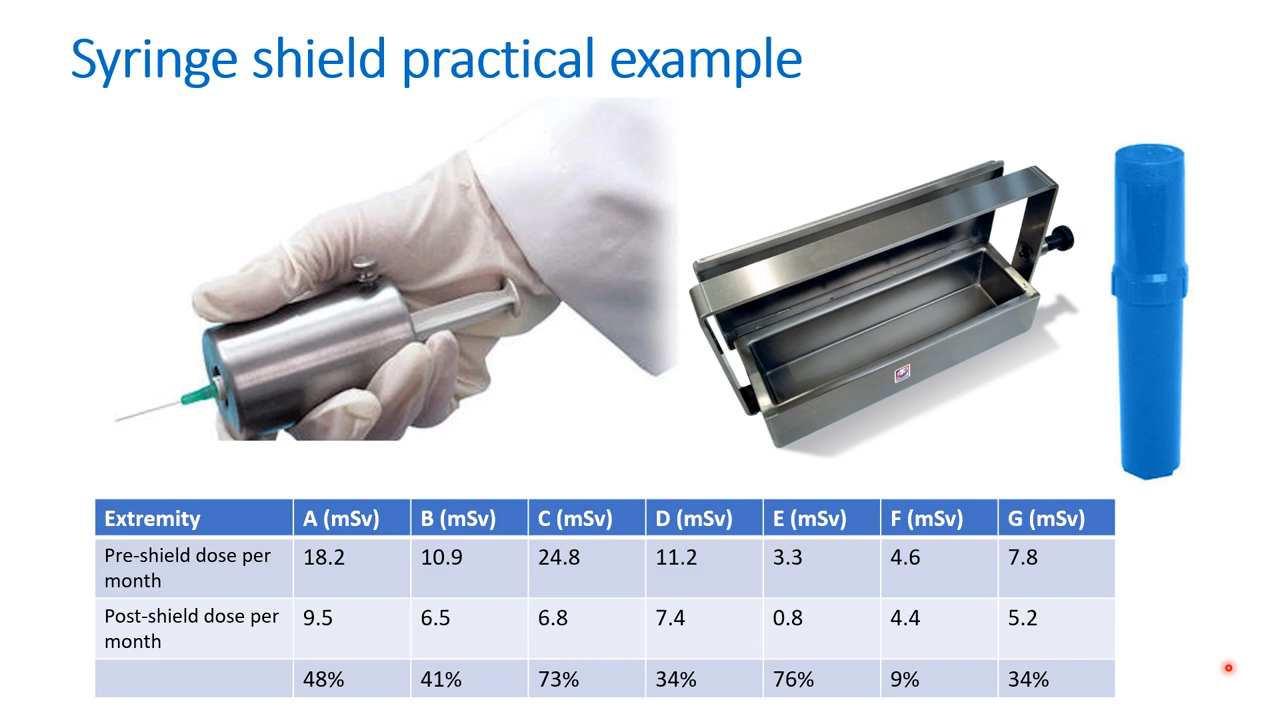 Syringe shield practical example
Extremity A (mSv) B (mSv) C (mSv) D (mSv) E (mSv) F (mSv) G (mSv)
Pre-shield dose per month 18.2 10.9 24.8 11.2 3.3 4.6 7.8
Post-shield dose per month 9.5 6.5 6.8 7.4 0.8 4.4 5.2
48% 41% 73% 34% 76% 9% 34%